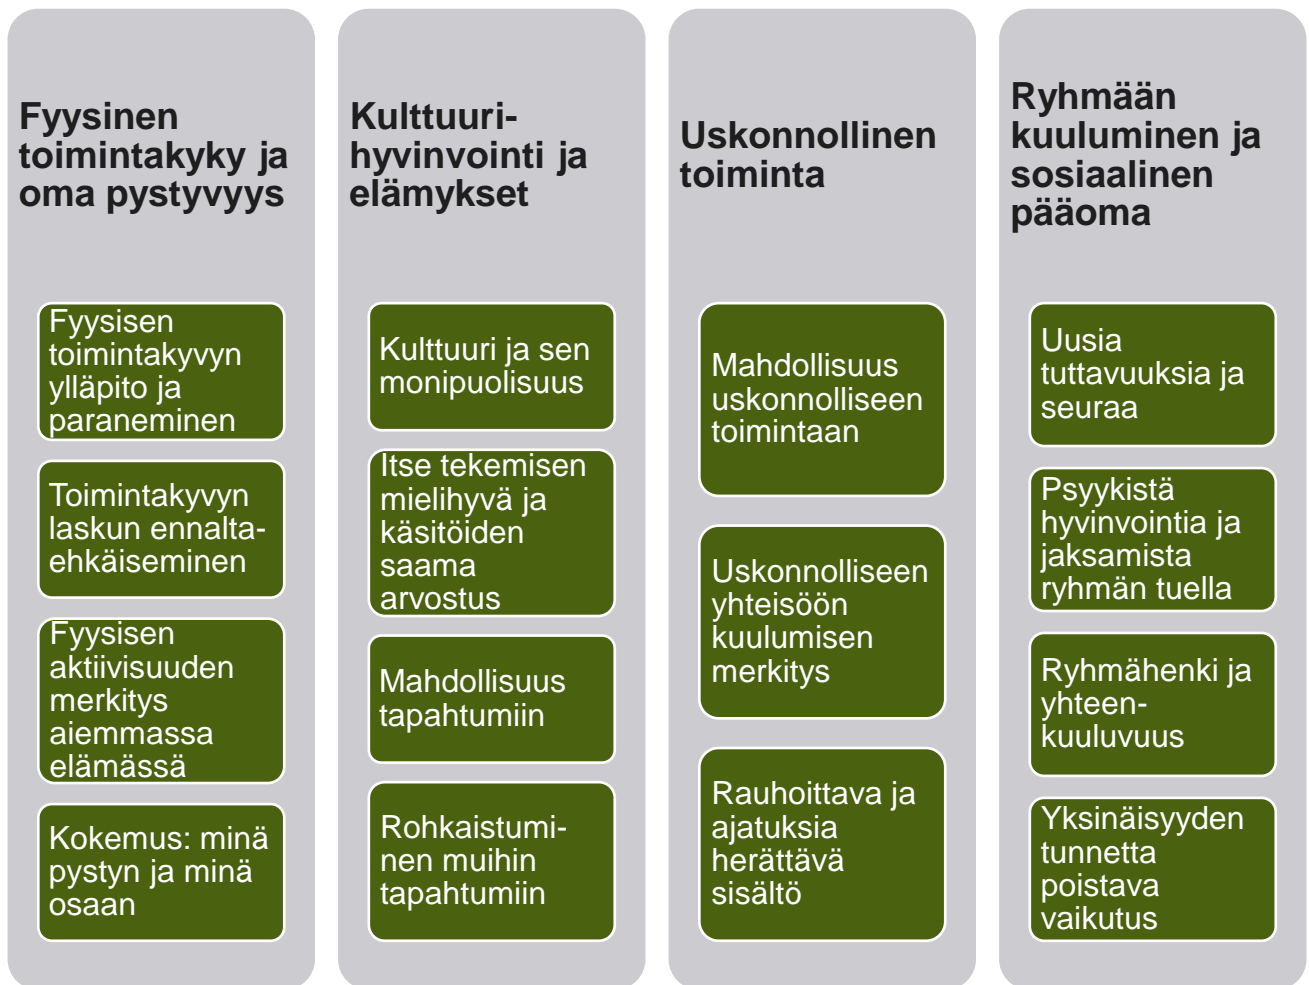 Fyysinen
toimintakyky ja
oma pystyvyys
Fyysisen
toimintakyvyn
ylläpito ja
paraneminen
Toimintakyvyn
laskun ennalta-
ehkäiseminen
Fyysisen
aktiivisuuden
merkitys
aiemmassa
elämässä
Kokemus: minä
pystyn ja minä
osaan
Kulttuuri-
hyvinvointi ja
elämykset
Kulttuuri ja sen
monipuolisuus
Itse tekemisen
mielihyvä ja
käsitöiden
saama
arvostus
Mahdollisuus
tapahtumiin
Rohkaistumi-
nen muihin
tapahtumiin
Uskonnollinen
toiminta
Mahdollisuus
uskonnolliseen
toimintaan
Uskonnolliseen
yhteisöön
kuulumisen
merkitys
Rauhoittava ja
ajatuksia
herättävä
sisältö
Ryhmään
kuuluminen ja
sosiaalinen
pääoma
Uusia
tuttavuuksia ja
seuraa
Psyykistä
hyvinvointia ja
jaksamista
ryhmän tuella
Ryhmähenki ja
yhteen-
kuuluvuus
Yksinäisyyden
tunnetta
poistava
vaikutus